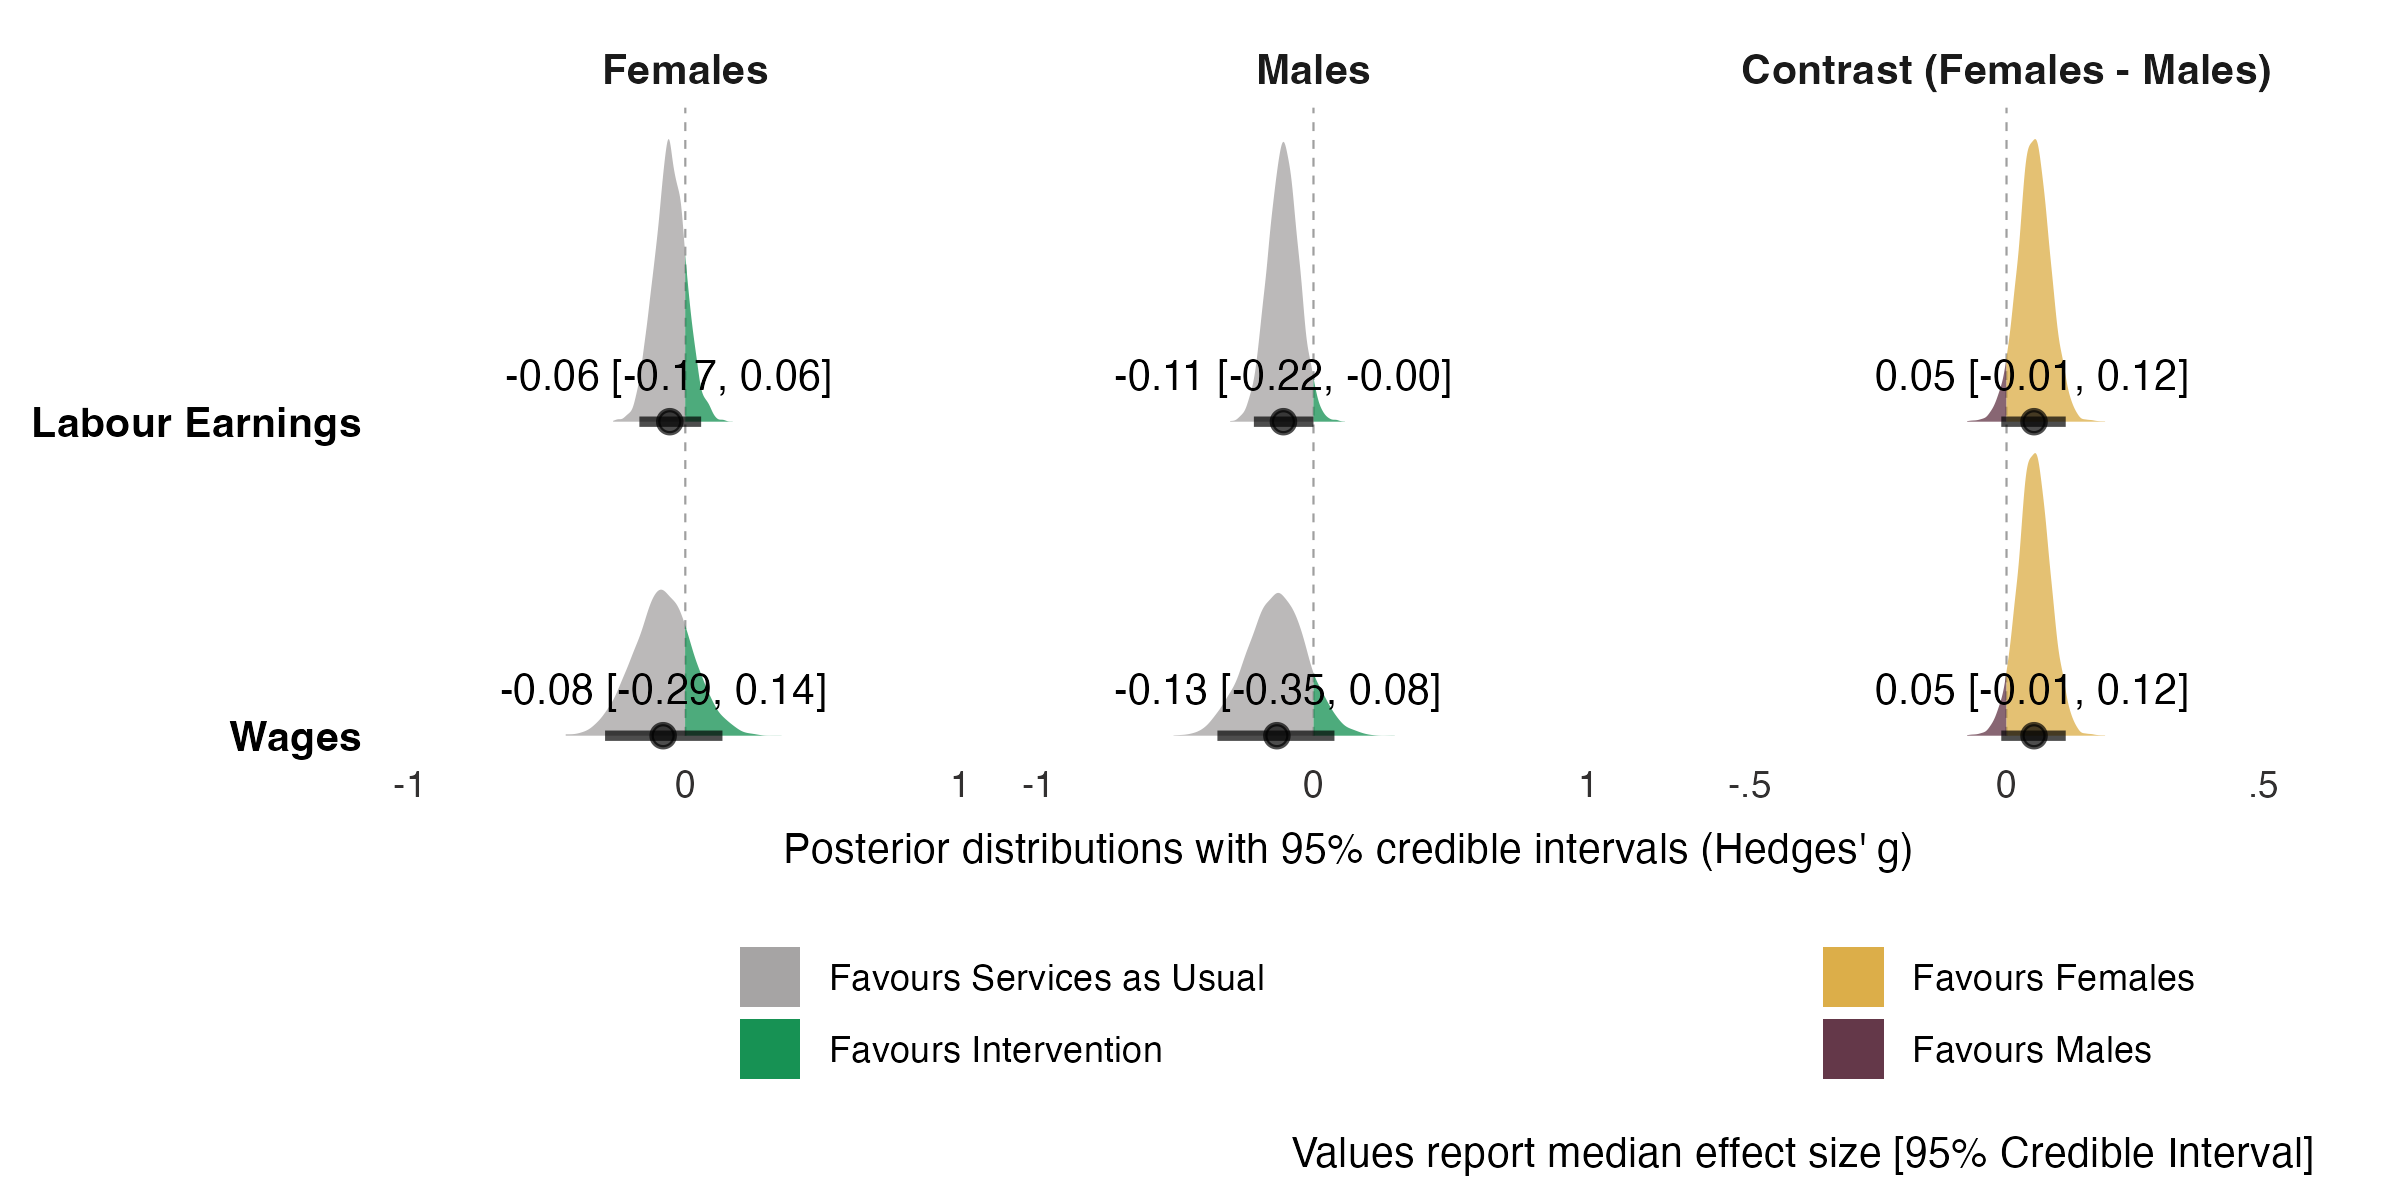 Females Males Contrast (Females - Males)
-0.06 [-0.17, 0.06] -0.11 [-0.22, -0.00] 0.05 [-0.01, 0.12]
Labour Earnings
-0.08 [-0.29, 0.14] -0.13 [-0.35, 0.08] 0.05 [-0.01, 0.12]
Wages
-1 0 1 -1 0 1 -.5 0 .5
Posterior distributions with 95% credible intervals (Hedges' g)
Favours Services as Usual Favours Females
Favours Intervention Favours Males
Values report median effect size [95% Credible Interval]